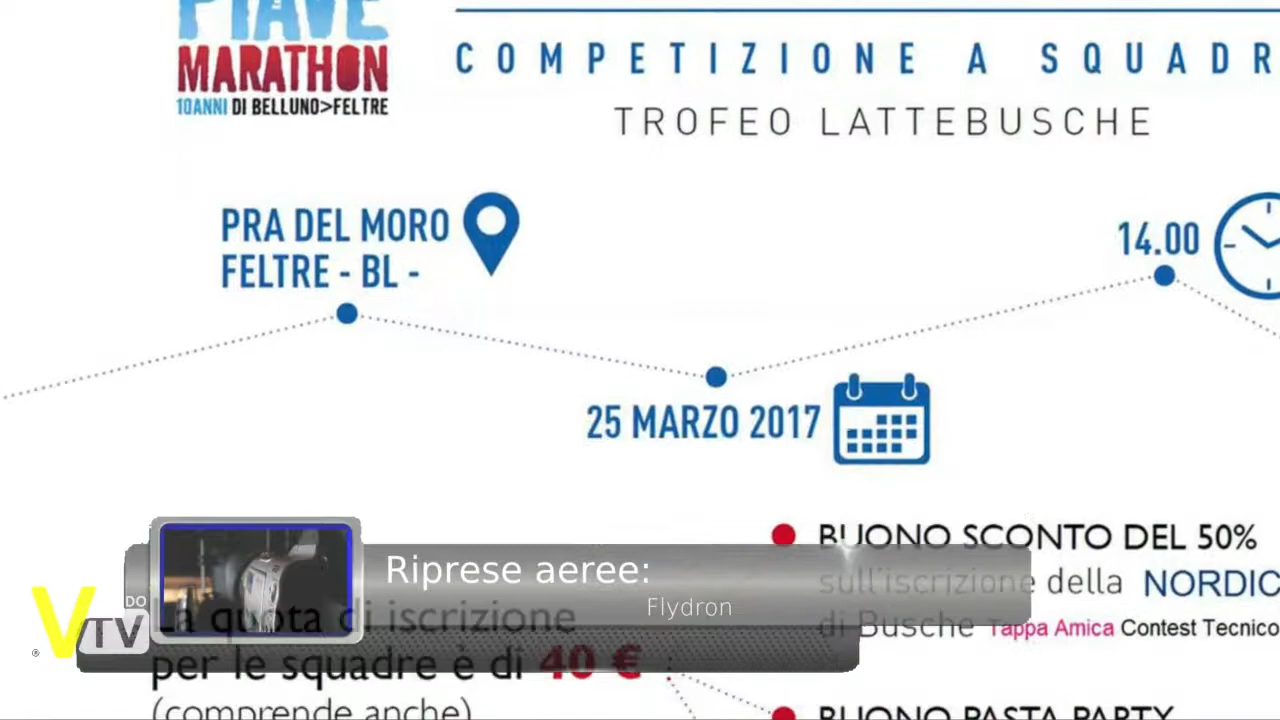 PIAVE
MARATHON
10ANNI DI BELLUNO>FELTRE
COMPETIZIONE A SQUADR
TROFEO LATTEBUSCHE
PRA DEL MORO
FELTRE - BL -
14.00
25 MARZO 2017
BUONO SCONTO DEL 50%
sull'iscrizione della NORDIC
di Busche Tappa Amica Contest Tecnico
Riprese aeree:
Flydron
VDO
TV
®
La quota di iscrizione
per le squadre è di 40 €
(comprende anche)
BUONO PASTA PARTY